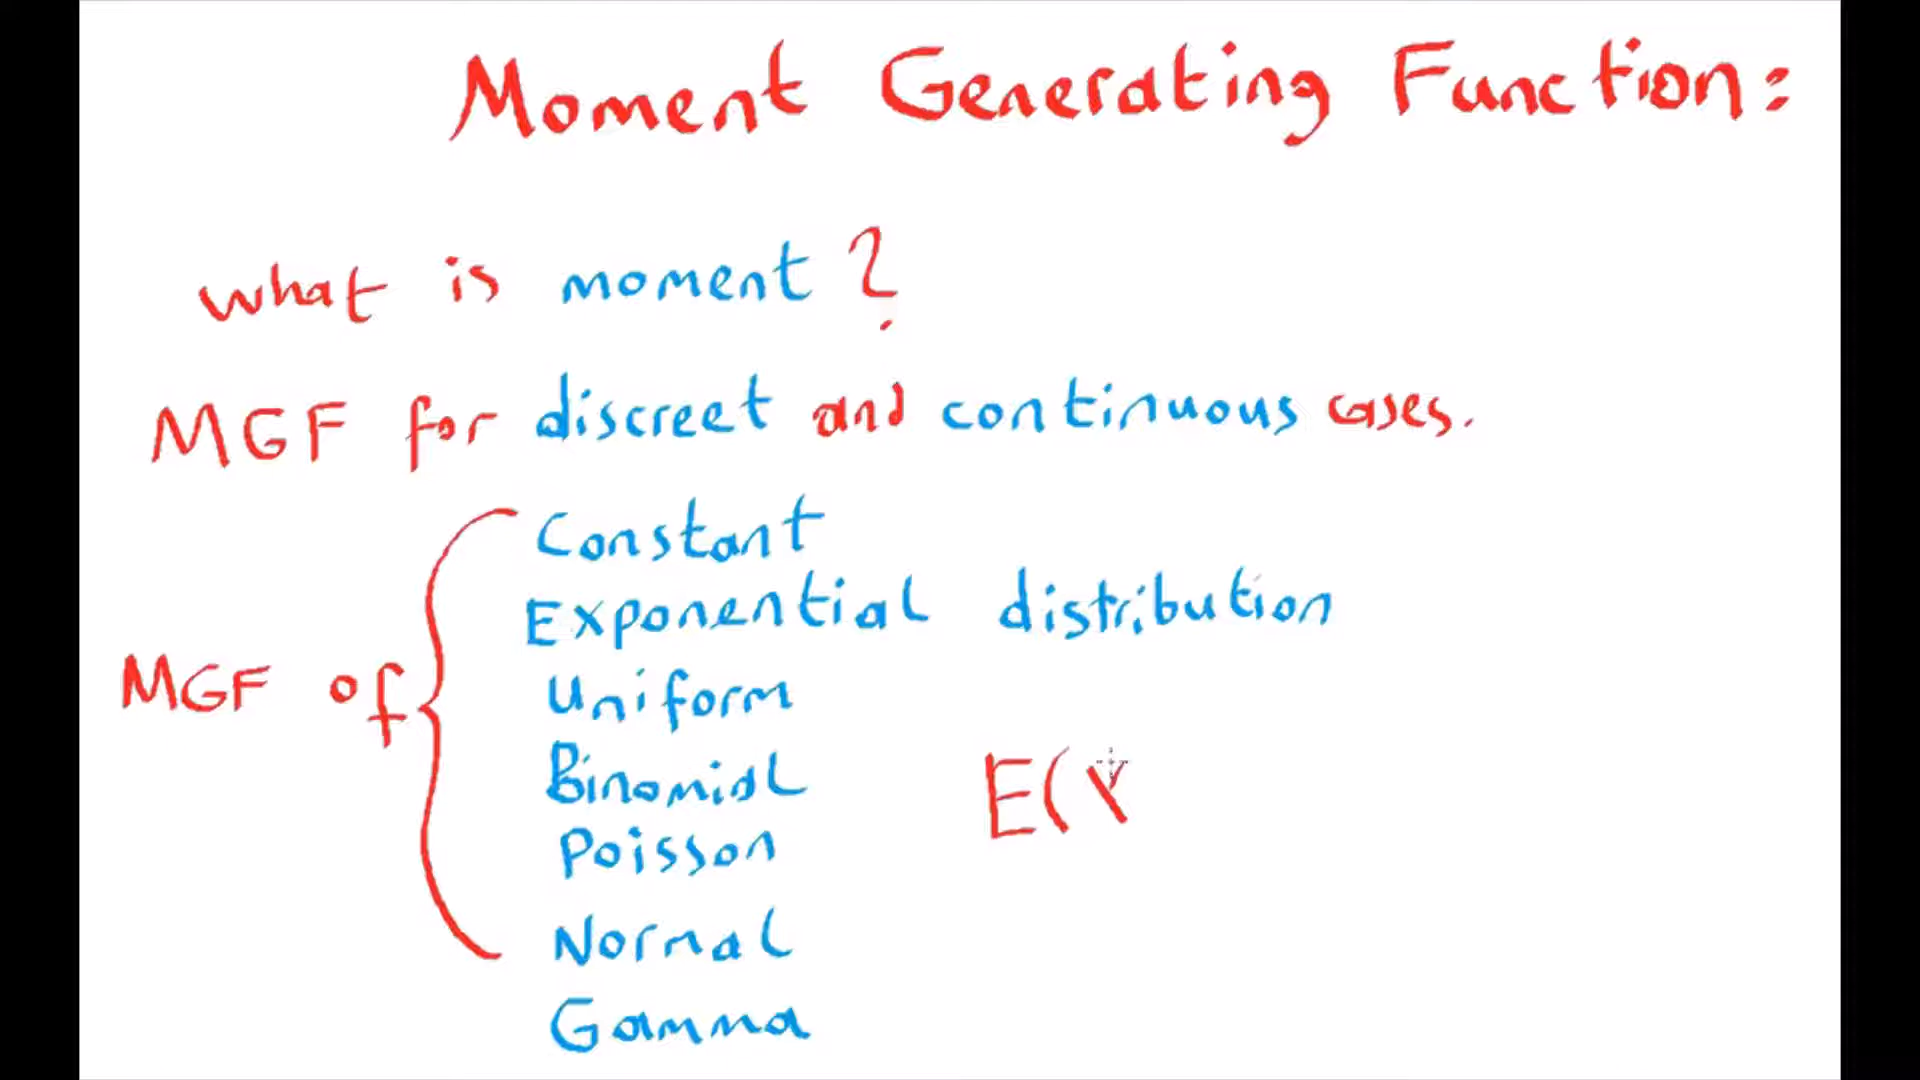 Moment Generating Function:
what is moment ?
MGF for discreet and continuous cases.
Constant
Exponential distribution
MGF of
Uniform
Binomial
E(
Poisson
Normal
Gamma